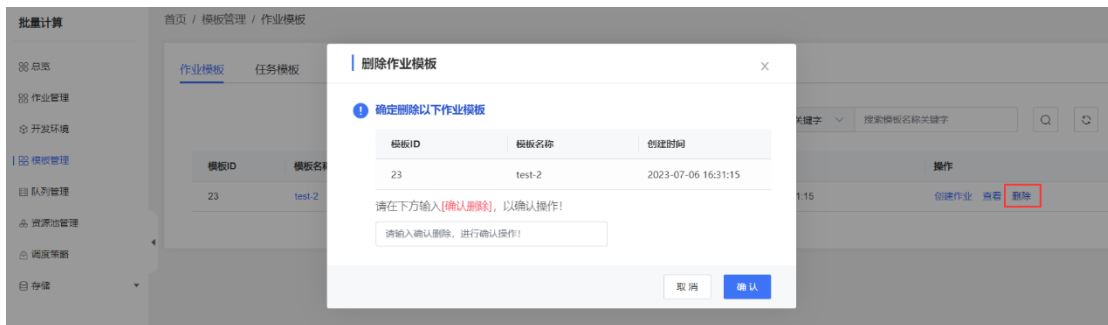 批量计算
首页 / 模板管理 / 作业模板
总览
作业管理
开发环境
模板管理
队列管理
资源池管理
调度策略
存储
作业模板 任务模板
关键字 搜索模板名称关键字
模板ID 模板名称 操作
23 test-2 1:15 创建作业 查看 删除
删除作业模板
确定删除以下作业模板
模板ID 模板名称 创建时间
23 test-2 2023-07-06 16:31:15
请在下方输入[确认删除]，以确认操作！
请输入确认删除，进行确认操作！
取消 确认